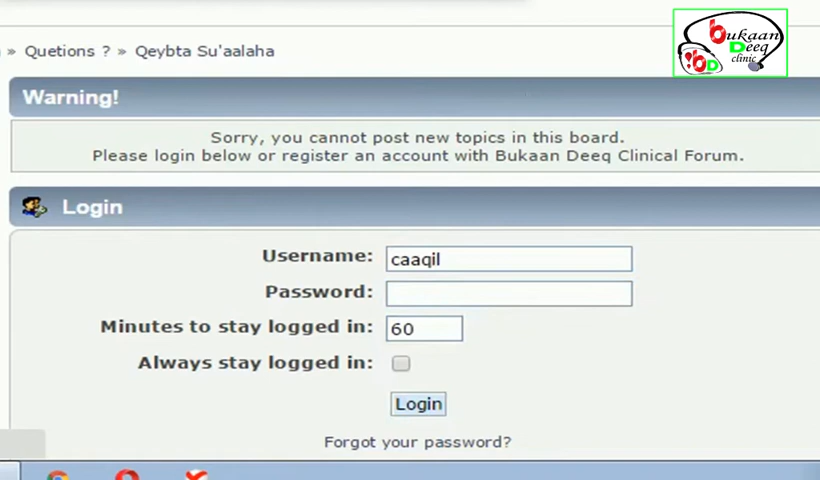 » Quetions ? » Qeybta Su'aalaha
bukaan
Deeq
clinic
BD
Warning!
Sorry, you cannot post new topics in this board.
Please login below or register an account with Bukaan Deeq Clinical Forum.
Login
Username: caaqil
Password:
Minutes to stay logged in: 60
Always stay logged in:
Login
Forgot your password?